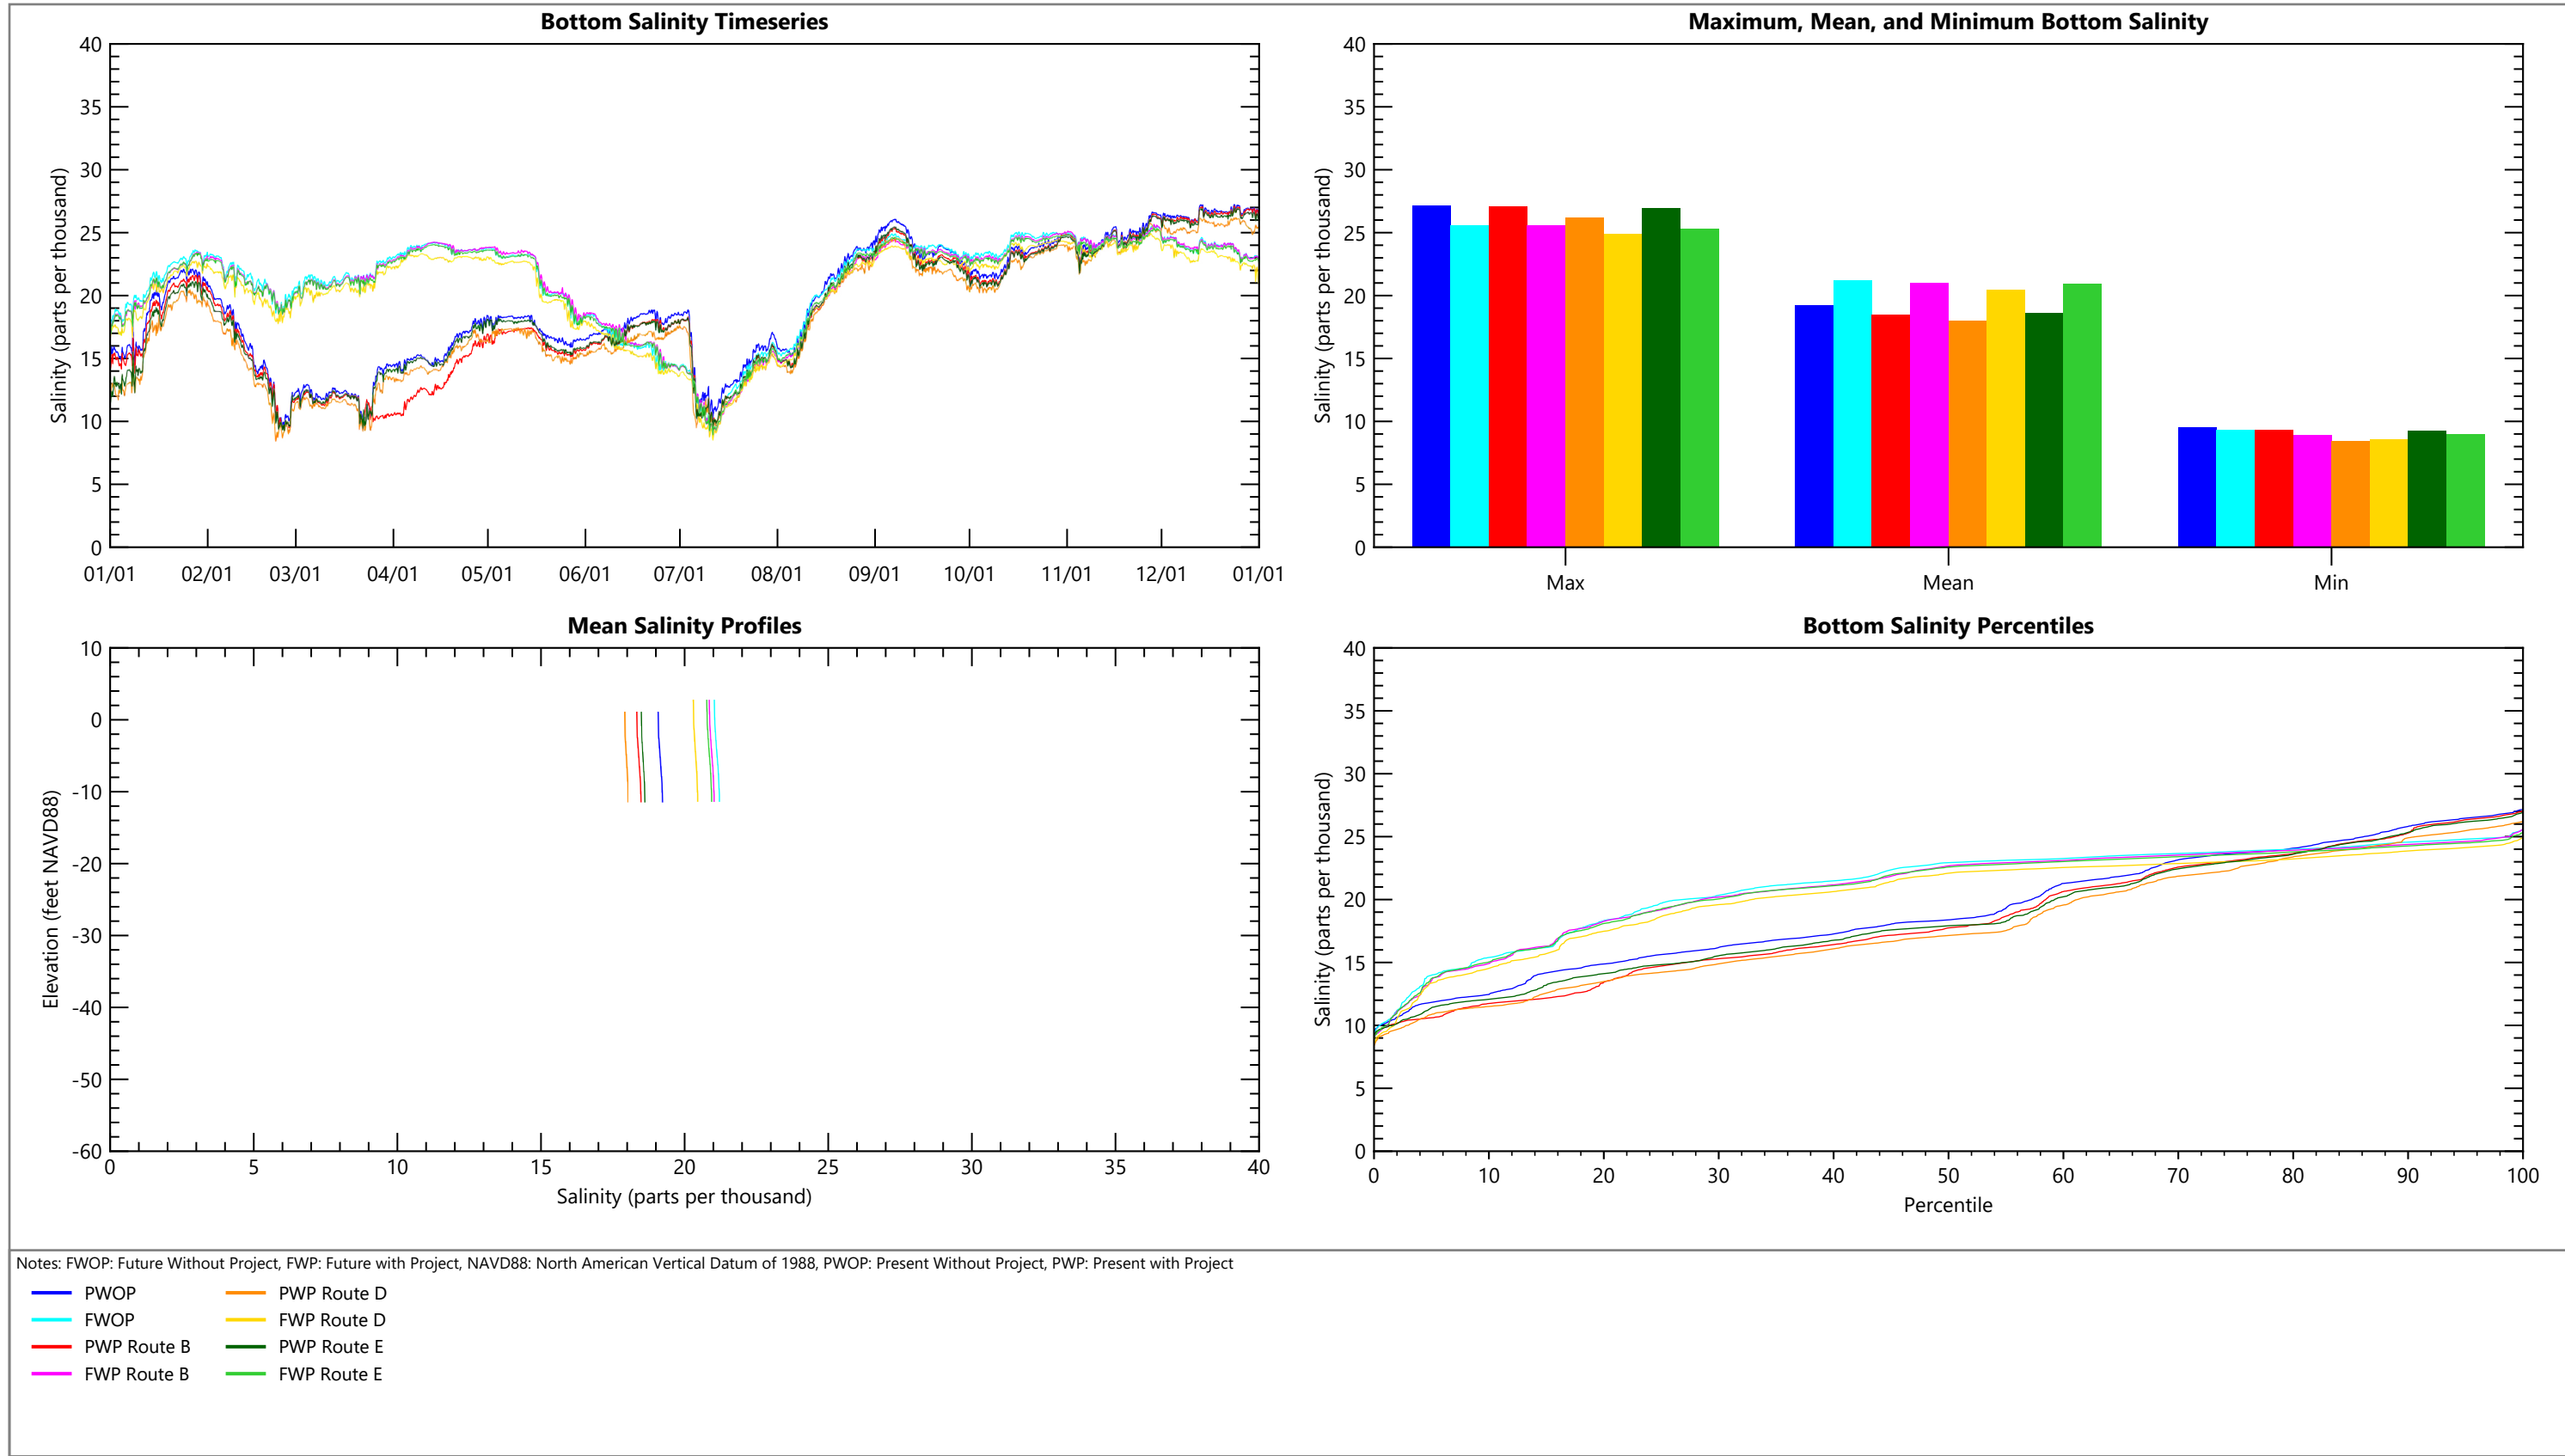 Bottom Salinity Timeseries
40
35
30
25
20
15
10
5
0
Salinity (parts per thousand)
01/01 02/01 03/01 04/01 05/01 06/01 07/01 08/01 09/01 10/01 11/01 12/01 01/01
Maximum, Mean, and Minimum Bottom Salinity
40
35
30
25
20
15
10
5
0
Salinity (parts per thousand)
Max Mean Min
Mean Salinity Profiles
10
0
-10
-20
-30
-40
-50
-60
Elevation (feet NAVD88)
0 5 10 15 20 25 30 35 40
Salinity (parts per thousand)
Bottom Salinity Percentiles
40
35
30
25
20
15
10
5
0
Salinity (parts per thousand)
0 10 20 30 40 50 60 70 80 90 100
Percentile
Notes: FWOP: Future Without Project, FWP: Future with Project, NAVD88: North American Vertical Datum of 1988, PWOP: Present Without Project, PWP: Present with Project
PWOP
FWOP
PWP Route B
FWP Route B
PWP Route D
FWP Route D
PWP Route E
FWP Route E